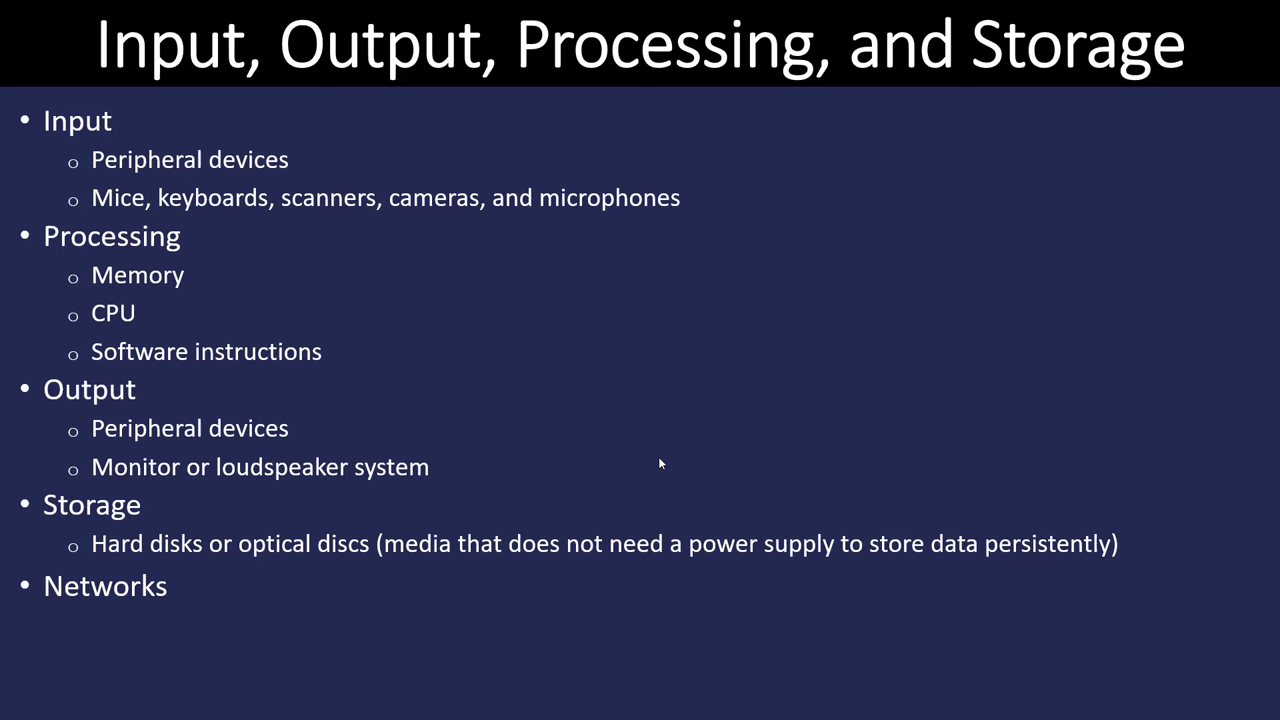 Input, Output, Processing, and Storage
• Input
o Peripheral devices
o Mice, keyboards, scanners, cameras, and microphones
• Processing
o Memory
o CPU
o Software instructions
• Output
o Peripheral devices
o Monitor or loudspeaker system
• Storage
o Hard disks or optical discs (media that does not need a power supply to store data persistently)
• Networks